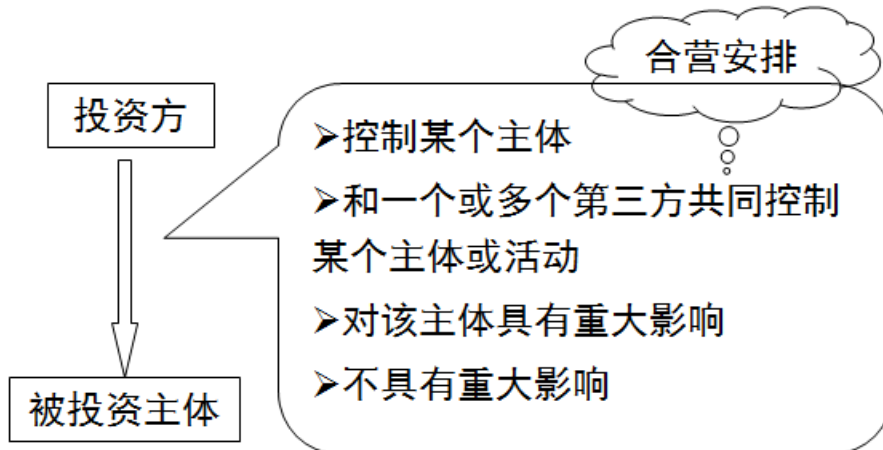 合营安排
投资方
➢控制某个主体
➢和一个或多个第三方共同控制
某个主体或活动
➢对该主体具有重大影响
➢不具有重大影响
被投资主体